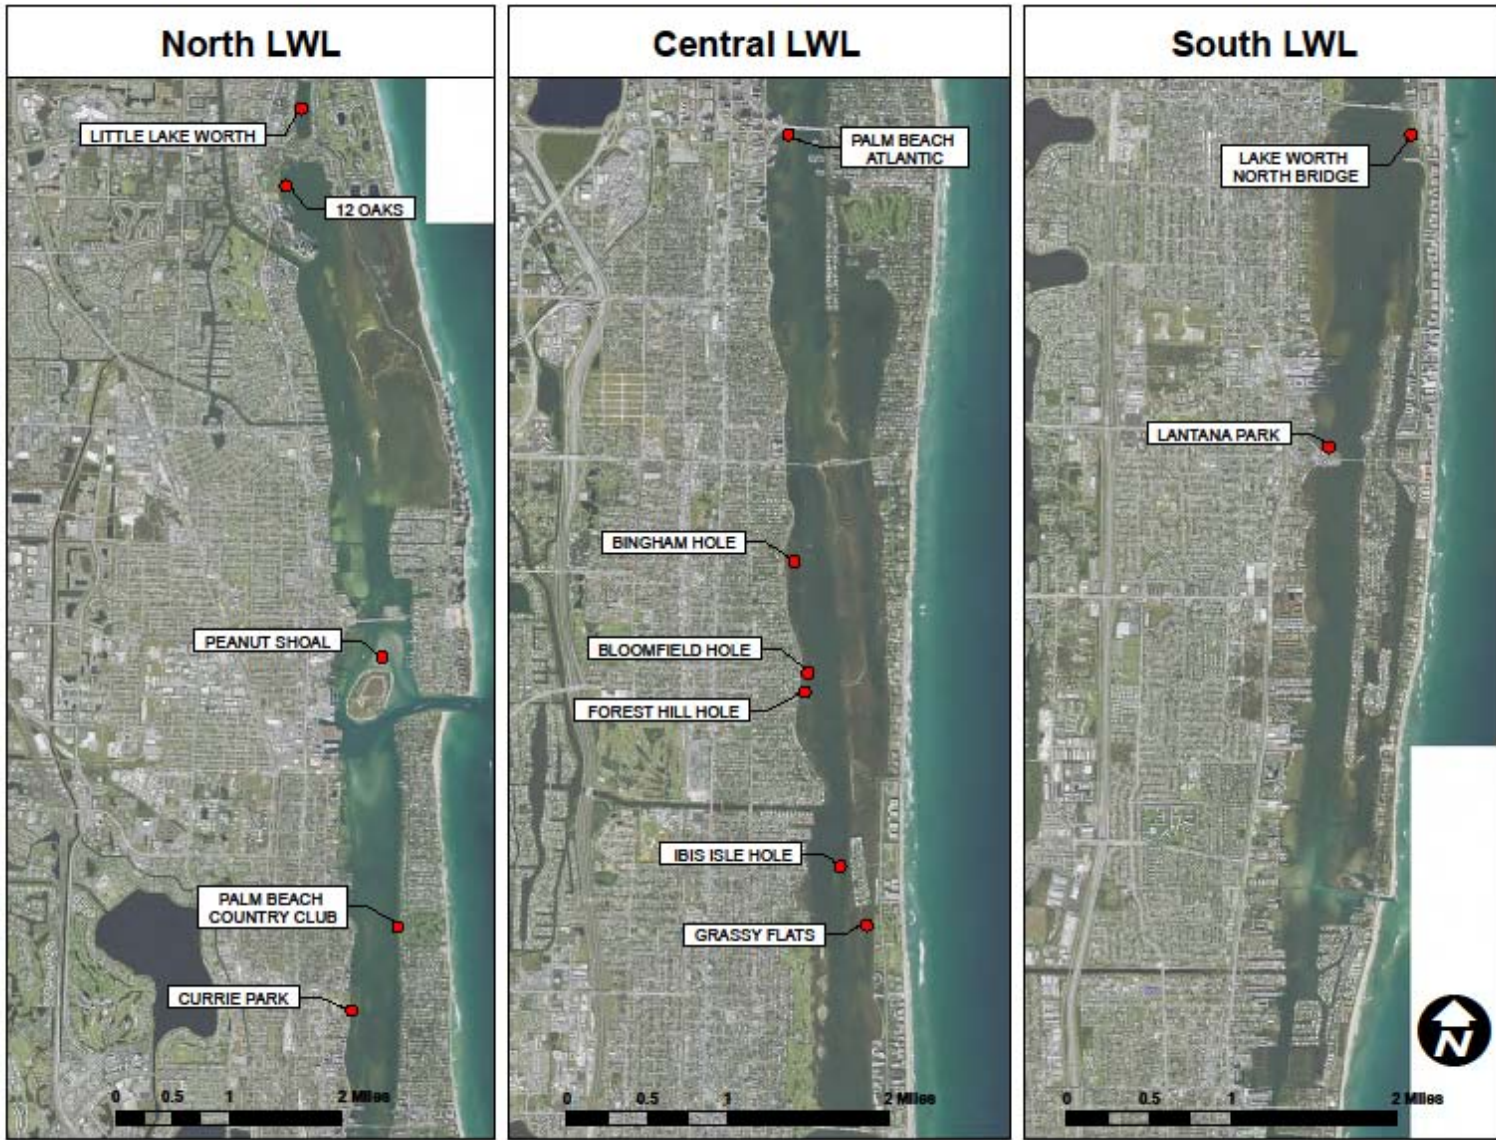 North LWL
LITTLE LAKE WORTH
12 OAKS
PEANUT SHOAL
PALM BEACH
COUNTRY CLUB
CURRIE PARK
0 0.5 1 2 Miles
Central LWL
PALM BEACH
ATLANTIC
BINGHAM HOLE
BLOOMFIELD HOLE
FOREST HILL HOLE
IBIS ISLE HOLE
GRASSY FLATS
0 0.5 1 2 Miles
South LWL
LAKE WORTH
NORTH BRIDGE
LANTANA PARK
N
0 0.5 1 2 Miles